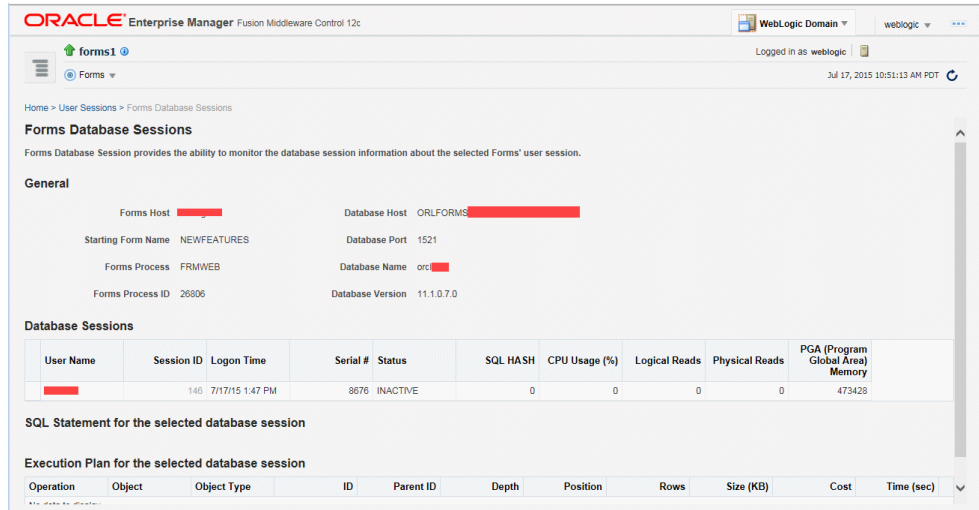 ORACLE Enterprise Manager Fusion Middleware Control 12c
WebLogic Domain
weblogic
forms1
Logged in as weblogic
Forms
Jul 17, 2015 10:51:13 AM PDT
Home > User Sessions > Forms Database Sessions
Forms Database Sessions
Forms Database Session provides the ability to monitor the database session information about the selected Forms' user session.
General
Forms Host
Database Host ORLFORMS
Starting Form Name NEWFEATURES
Database Port 1521
Forms Process FRMWEB
Database Name orcl
Forms Process ID 26806
Database Version 11.1.0.7.0
Database Sessions
User Name Session ID Logon Time Serial # Status SQL HASH CPU Usage (%) Logical Reads Physical Reads PGA (Program Global Area) Memory
146 7/17/15 1:47 PM 8676 INACTIVE 0 0 0 0 473428
SQL Statement for the selected database session
Execution Plan for the selected database session
Operation Object Object Type ID Parent ID Depth Position Rows Size (KB) Cost Time (sec)